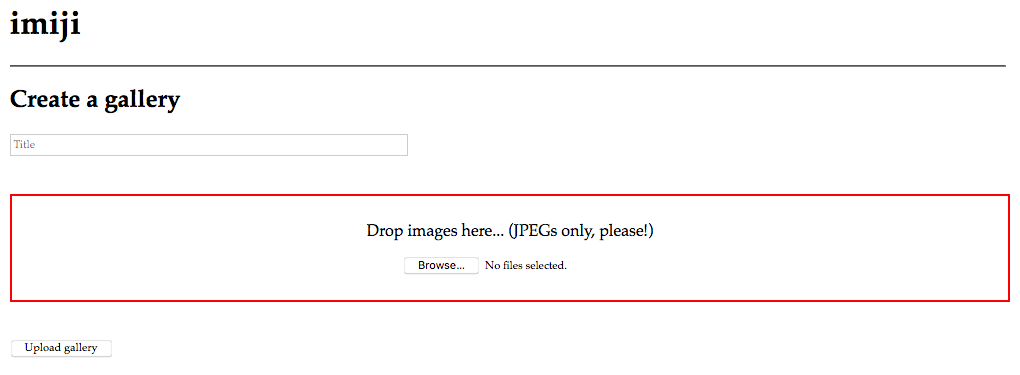 imiji
Create a gallery
Title
Drop images here... (JPEGs only, please!)
Browse... No files selected.
Upload gallery